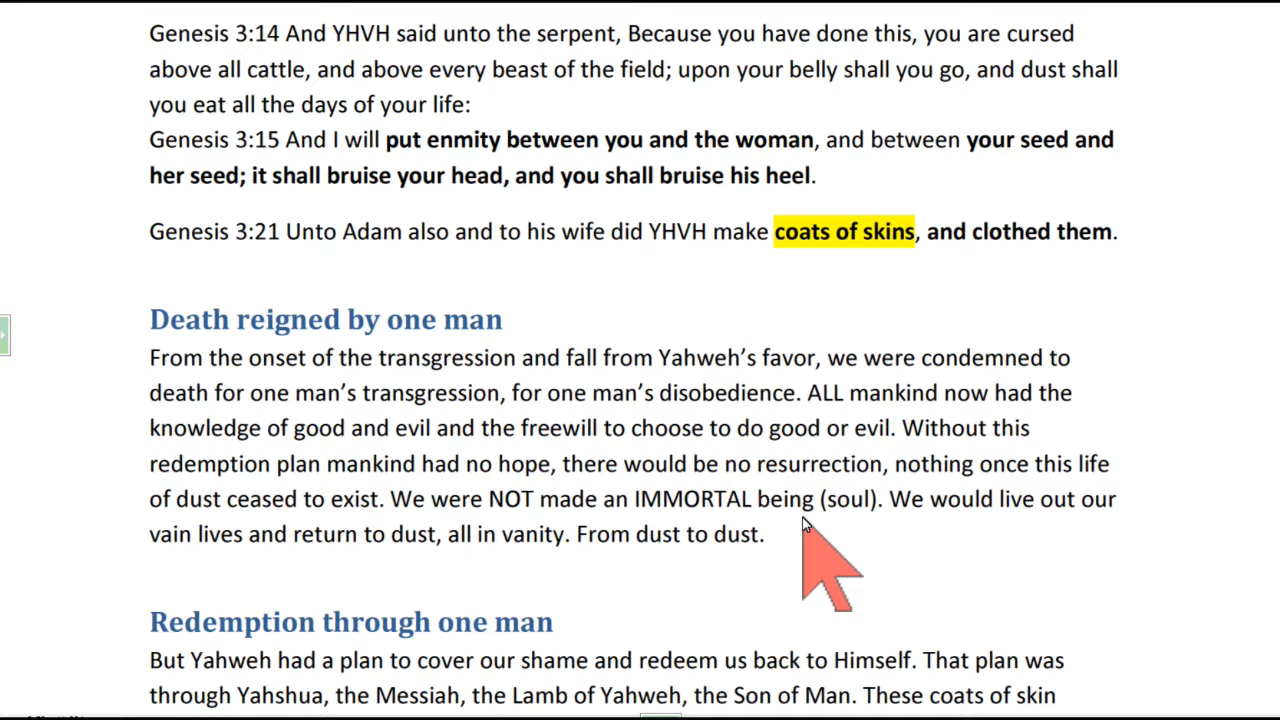 Genesis 3:14 And YHVH said unto the serpent, Because you have done this, you are cursed
above all cattle, and above every beast of the field; upon your belly shall you go, and dust shall
you eat all the days of your life:
Genesis 3:15 And I will put enmity between you and the woman, and between your seed and
her seed; it shall bruise your head, and you shall bruise his heel.
Genesis 3:21 Unto Adam also and to his wife did YHVH make coats of skins, and clothed them.
Death reigned by one man
From the onset of the transgression and fall from Yahweh’s favor, we were condemned to
death for one man’s transgression, for one man’s disobedience. ALL mankind now had the
knowledge of good and evil and the freewill to choose to do good or evil. Without this
redemption plan mankind had no hope, there would be no resurrection, nothing once this life
of dust ceased to exist. We were NOT made an IMMORTAL being (soul). We would live out our
vain lives and return to dust, all in vanity. From dust to dust.
Redemption through one man
But Yahweh had a plan to cover our shame and redeem us back to Himself. That plan was
through Yahshua, the Messiah, the Lamb of Yahweh, the Son of Man. These coats of skin